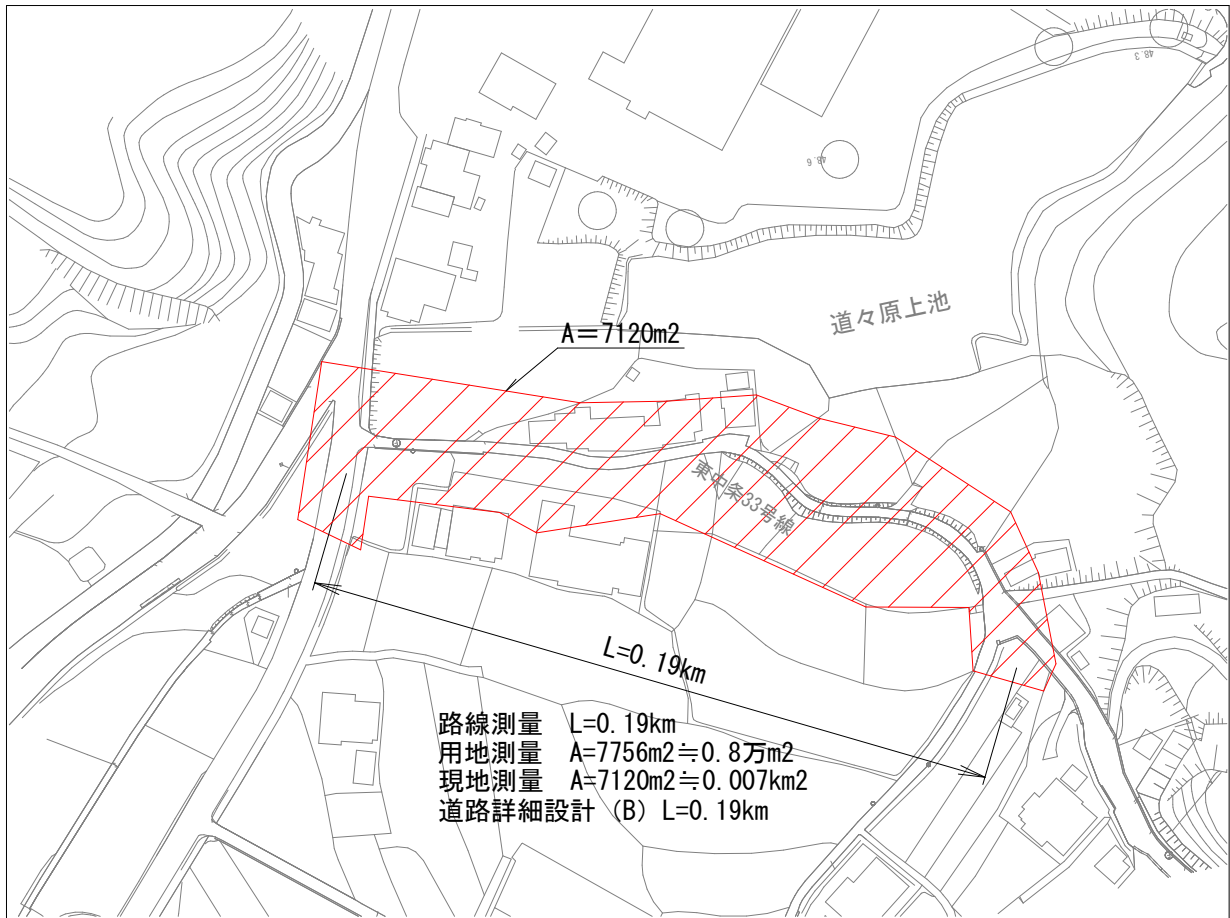 48.3
48.6
道々原上池
A＝7120m2
東中条33号線
L=0.19km
路線測量　L=0.19km
用地測量　A=7756m2≒0.8万m2
現地測量　A=7120m2≒0.007km2
道路詳細設計（B）L=0.19km